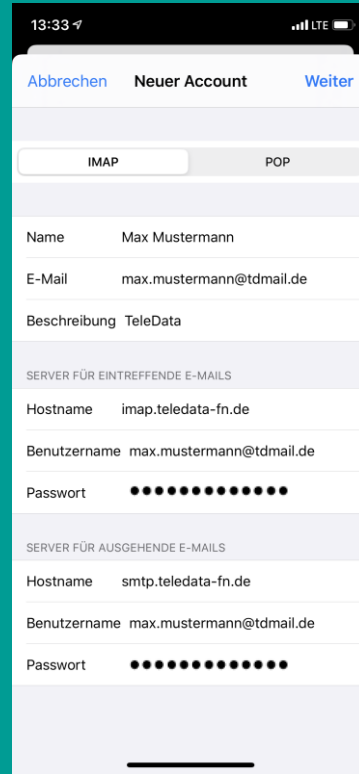 13:33 LTE
Abbrechen Neuer Account Weiter
IMAP POP
Name Max Mustermann
E-Mail max.mustermann@tdmail.de
Beschreibung TeleData
SERVER FÜR EINTREFFENDE E-MAILS
Hostname imap.teledata-fn.de
Benutzername max.mustermann@tdmail.de
Passwort ●●●●●●●●●●●●●
SERVER FÜR AUSGEHENDE E-MAILS
Hostname smtp.teledata-fn.de
Benutzername max.mustermann@tdmail.de
Passwort ●●●●●●●●●●●●●